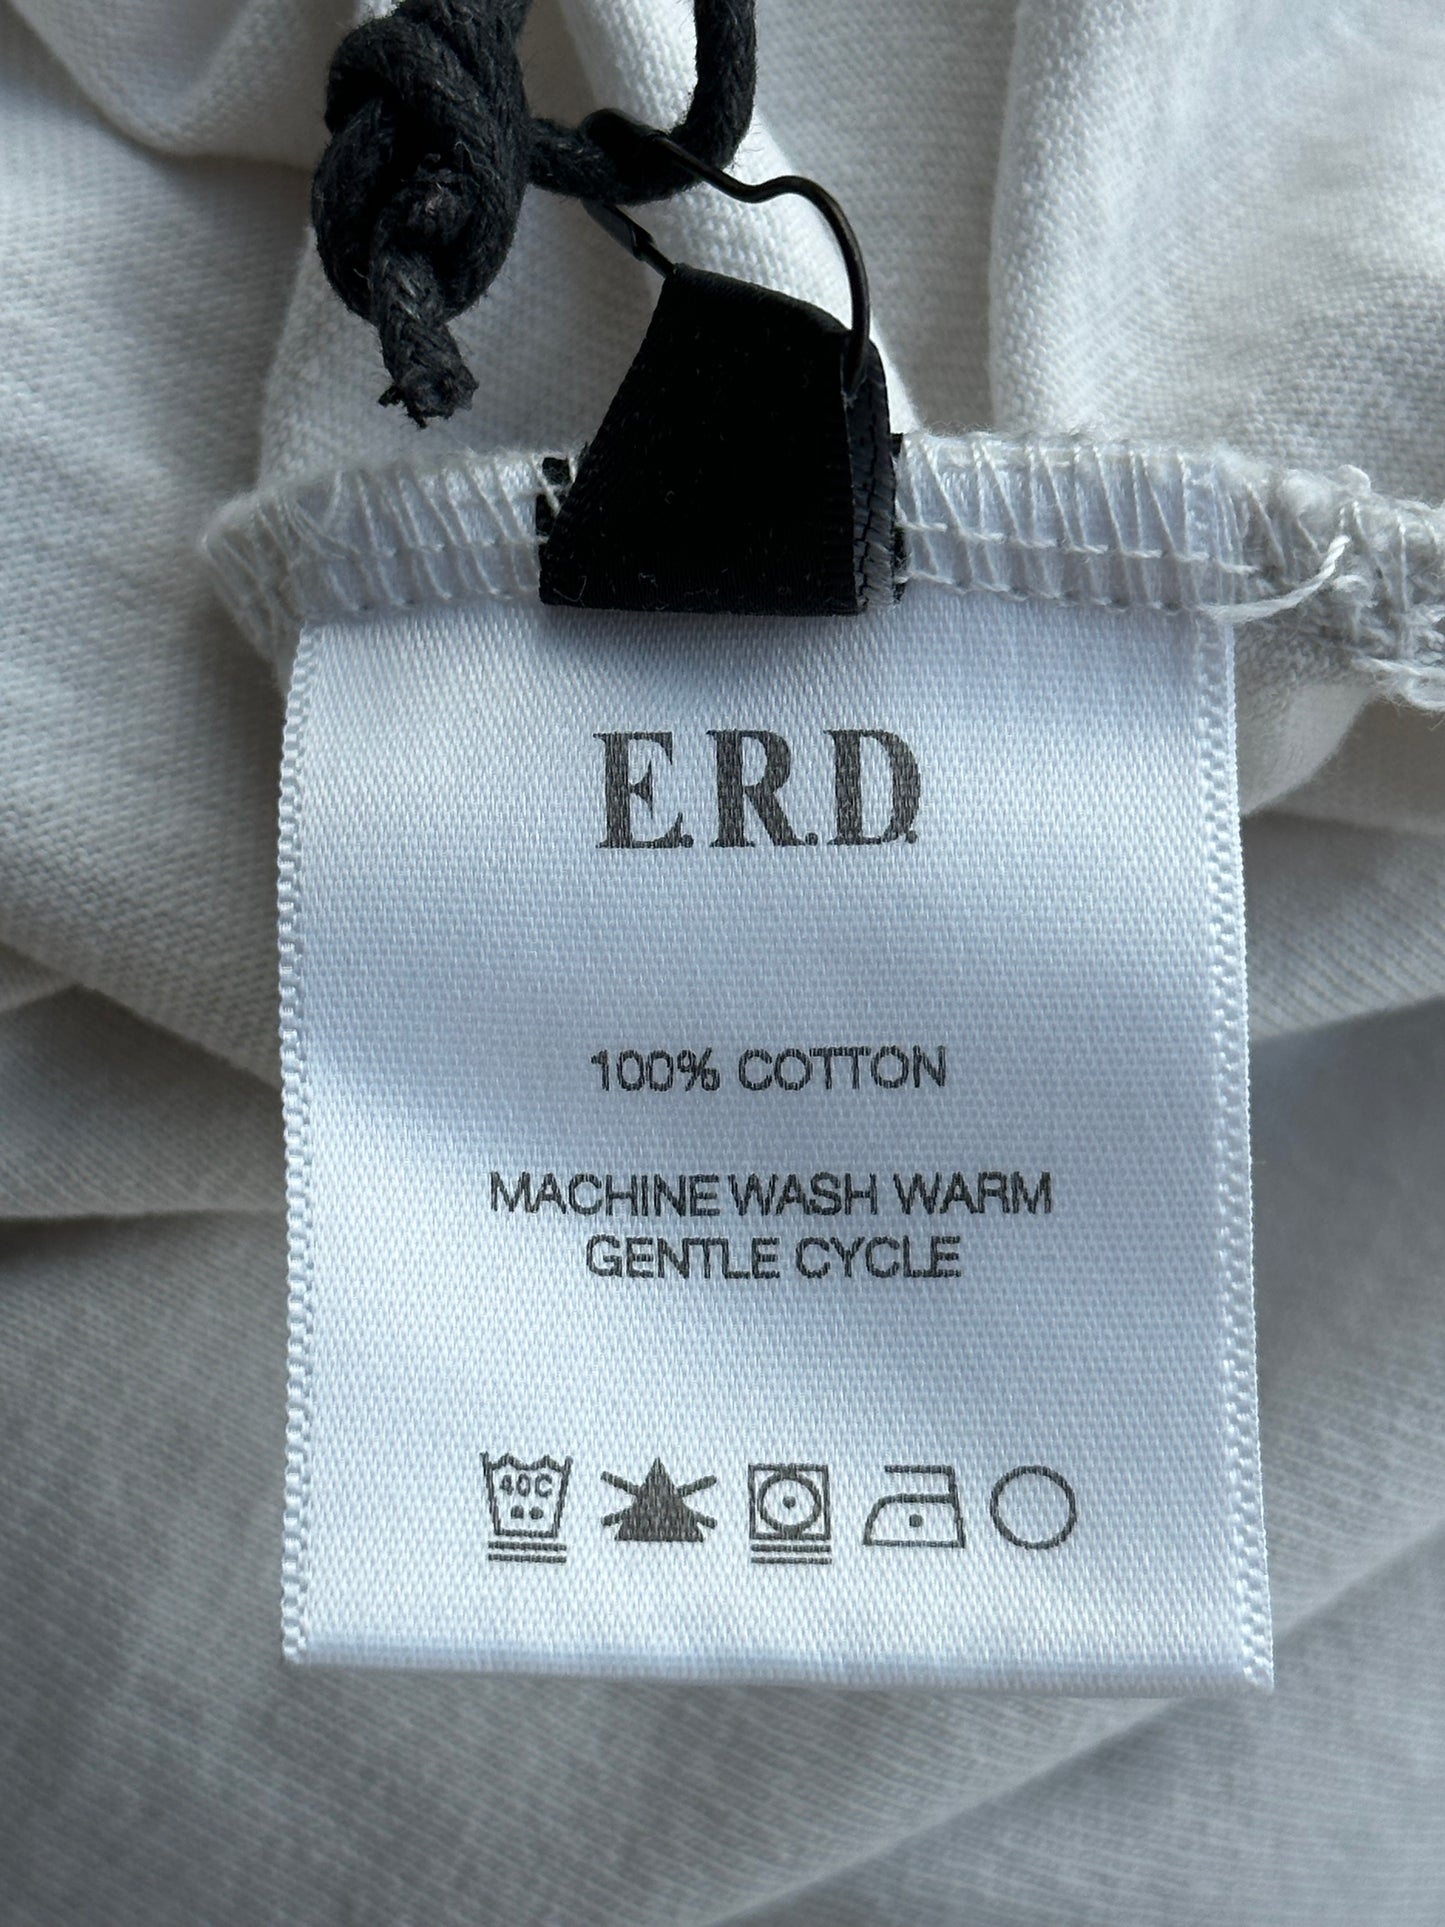 E.R.D.
100% COTTON
MACHINE WASH WARM
GENTLE CYCLE
40C